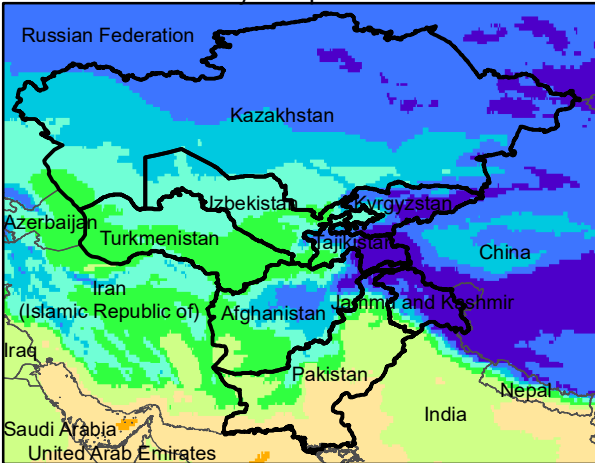 Russian Federation
Kazakhstan
Uzbekistan
Kyrgyzstan
Azerbaijan
Turkmenistan
Tajikistan
China
Iran
(Islamic Republic of)
Afghanistan
Jammu and Kashmir
Iraq
Pakistan
Nepal
India
Saudi Arabia
United Arab Emirates